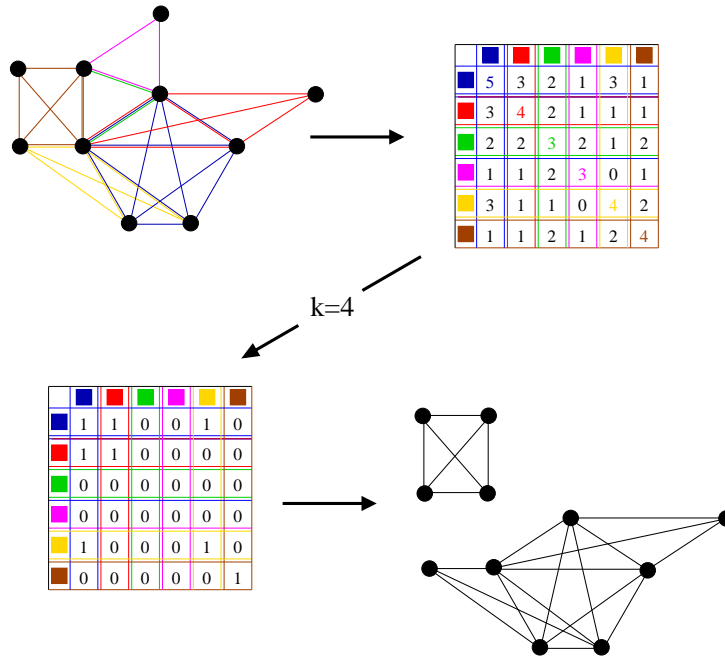 5 3 2 1 3 1
3 4 2 1 1 1
2 2 3 2 1 2
1 1 2 3 0 1
3 1 1 0 4 2
1 1 2 1 2 4
k=4
1 1 0 0 1 0
1 1 0 0 0 0
0 0 0 0 0 0
0 0 0 0 0 0
1 0 0 0 1 0
0 0 0 0 0 1